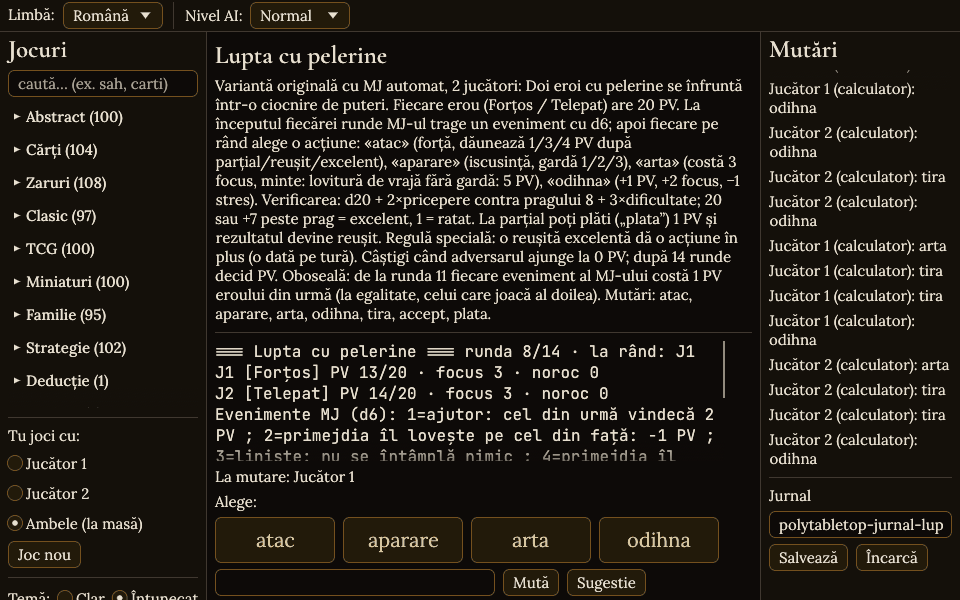 Limbă: Română ▼ Nivel AI: Normal ▼
Jocuri
caută... (ex. sah, carti)
▸ Abstract (100)
▸ Cărți (104)
▸ Zaruri (108)
▸ Clasic (97)
▸ TCG (100)
▸ Miniaturi (100)
▸ Familie (95)
▸ Strategie (102)
▸ Deducție (1)
Tu joci cu:
Jucător 1
Jucător 2
Ambele (la masă)
Joc nou
Temă: Clar Întunecat
Lupta cu pelerine
Variantă originală cu MJ automat, 2 jucători: Doi eroi cu pelerine se înfruntă
într-o ciocnire de puteri. Fiecare erou (Forțos / Telepat) are 20 PV. La
începutul fiecărei runde MJ-ul trage un eveniment cu d6; apoi fiecare pe
rând alege o acțiune: «atac» (forță, dăunează 1/3/4 PV după
parțial/reușit/excelent), «aparare» (iscusință, gardă 1/2/3), «arta» (costă 3
focus, minte: lovitură de vrajă fără gardă: 5 PV), «odihna» (+1 PV, +2 focus, −1
stres). Verificarea: d20 + 2×pricepere contra pragului 8 + 3×dificultate; 20
sau +7 peste prag = excelent, 1 = ratat. La parțial poți plăti („plata”) 1 PV și
rezultatul devine reușit. Regulă specială: o reușită excelentă dă o acțiune în
plus (o dată pe tură). Câștigi când adversarul ajunge la 0 PV; după 14 runde
decid PV. Oboseală: de la runda 11 fiecare eveniment al MJ-ului costă 1 PV
eroului din urmă (la egalitate, celui care joacă al doilea). Mutări: atac,
aparare, arta, odihna, tira, accept, plata.
═══ Lupta cu pelerine ═══ runda 8/14 · la rând: J1
J1 [Forțos] PV 13/20 · focus 3 · noroc 0
J2 [Telepat] PV 14/20 · focus 3 · noroc 0
Evenimente MJ (d6): 1=ajutor: cel din urmă vindecă 2
PV ; 2=primejdia îl lovește pe cel din față: -1 PV ;
3=liniște: nu se întâmplă nimic ; 4=primejdia îl
La mutare: Jucător 1
Alege:
atac aparare arta odihna
Mută Sugestie
Mutări
Jucător 1 (calculator):
odihna
Jucător 2 (calculator):
odihna
Jucător 2 (calculator): tira
Jucător 2 (calculator):
odihna
Jucător 1 (calculator): arta
Jucător 1 (calculator): tira
Jucător 1 (calculator): tira
Jucător 1 (calculator):
odihna
Jucător 2 (calculator): arta
Jucător 2 (calculator): tira
Jucător 2 (calculator): tira
Jucător 2 (calculator):
odihna
Jurnal
polytabletop-jurnal-lup
Salvează Încarcă